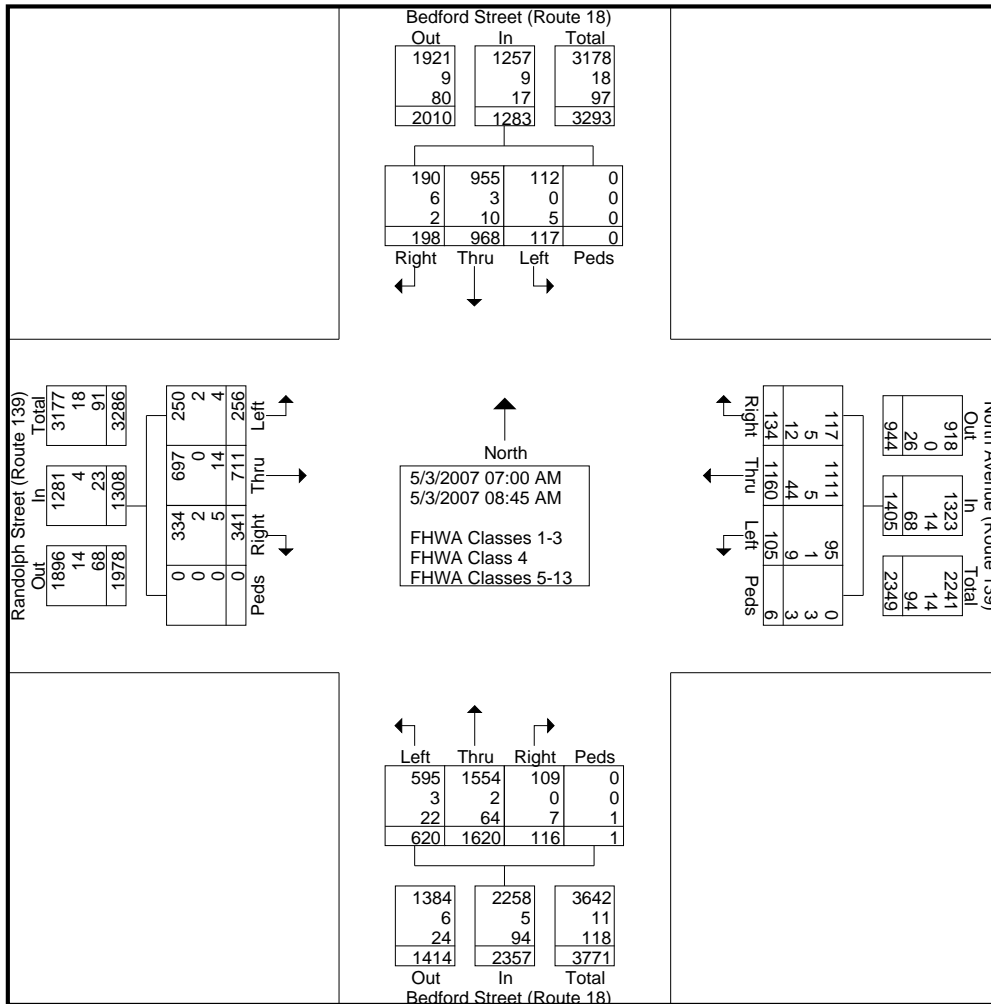 Bedford Street (Route 18)
Out In Total
1921 1257 3178
9 9 18
80 17 97
2010 1283 3293
190 955 112 0
6 3 0 0
2 10 5 0
198 968 117 0
Right Thru Left Peds
Randolph Street (Route 139)
Total In Out
3177 1281 1896
18 4 14
91 23 68
3286 1308 1978
250 697 334 0
2 0 2 0
4 14 5 0
256 711 341 0
Left Thru Right Peds
North
5/3/2007 07:00 AM
5/3/2007 08:45 AM
FHWA Classes 1-3
FHWA Class 4
FHWA Classes 5-13
North Avenue (Route 139)
Out In Total
918 1323 2241
0 14 14
26 68 94
944 1405 2349
117 1111 95 0
5 5 1 3
12 44 9 3
134 1160 105 6
Right Thru Left Peds
Left Thru Right Peds
595 1554 109 0
3 2 0 0
22 64 7 1
620 1620 116 1
1384 2258 3642
6 5 11
24 94 118
1414 2357 3771
Out In Total
Bedford Street (Route 18)